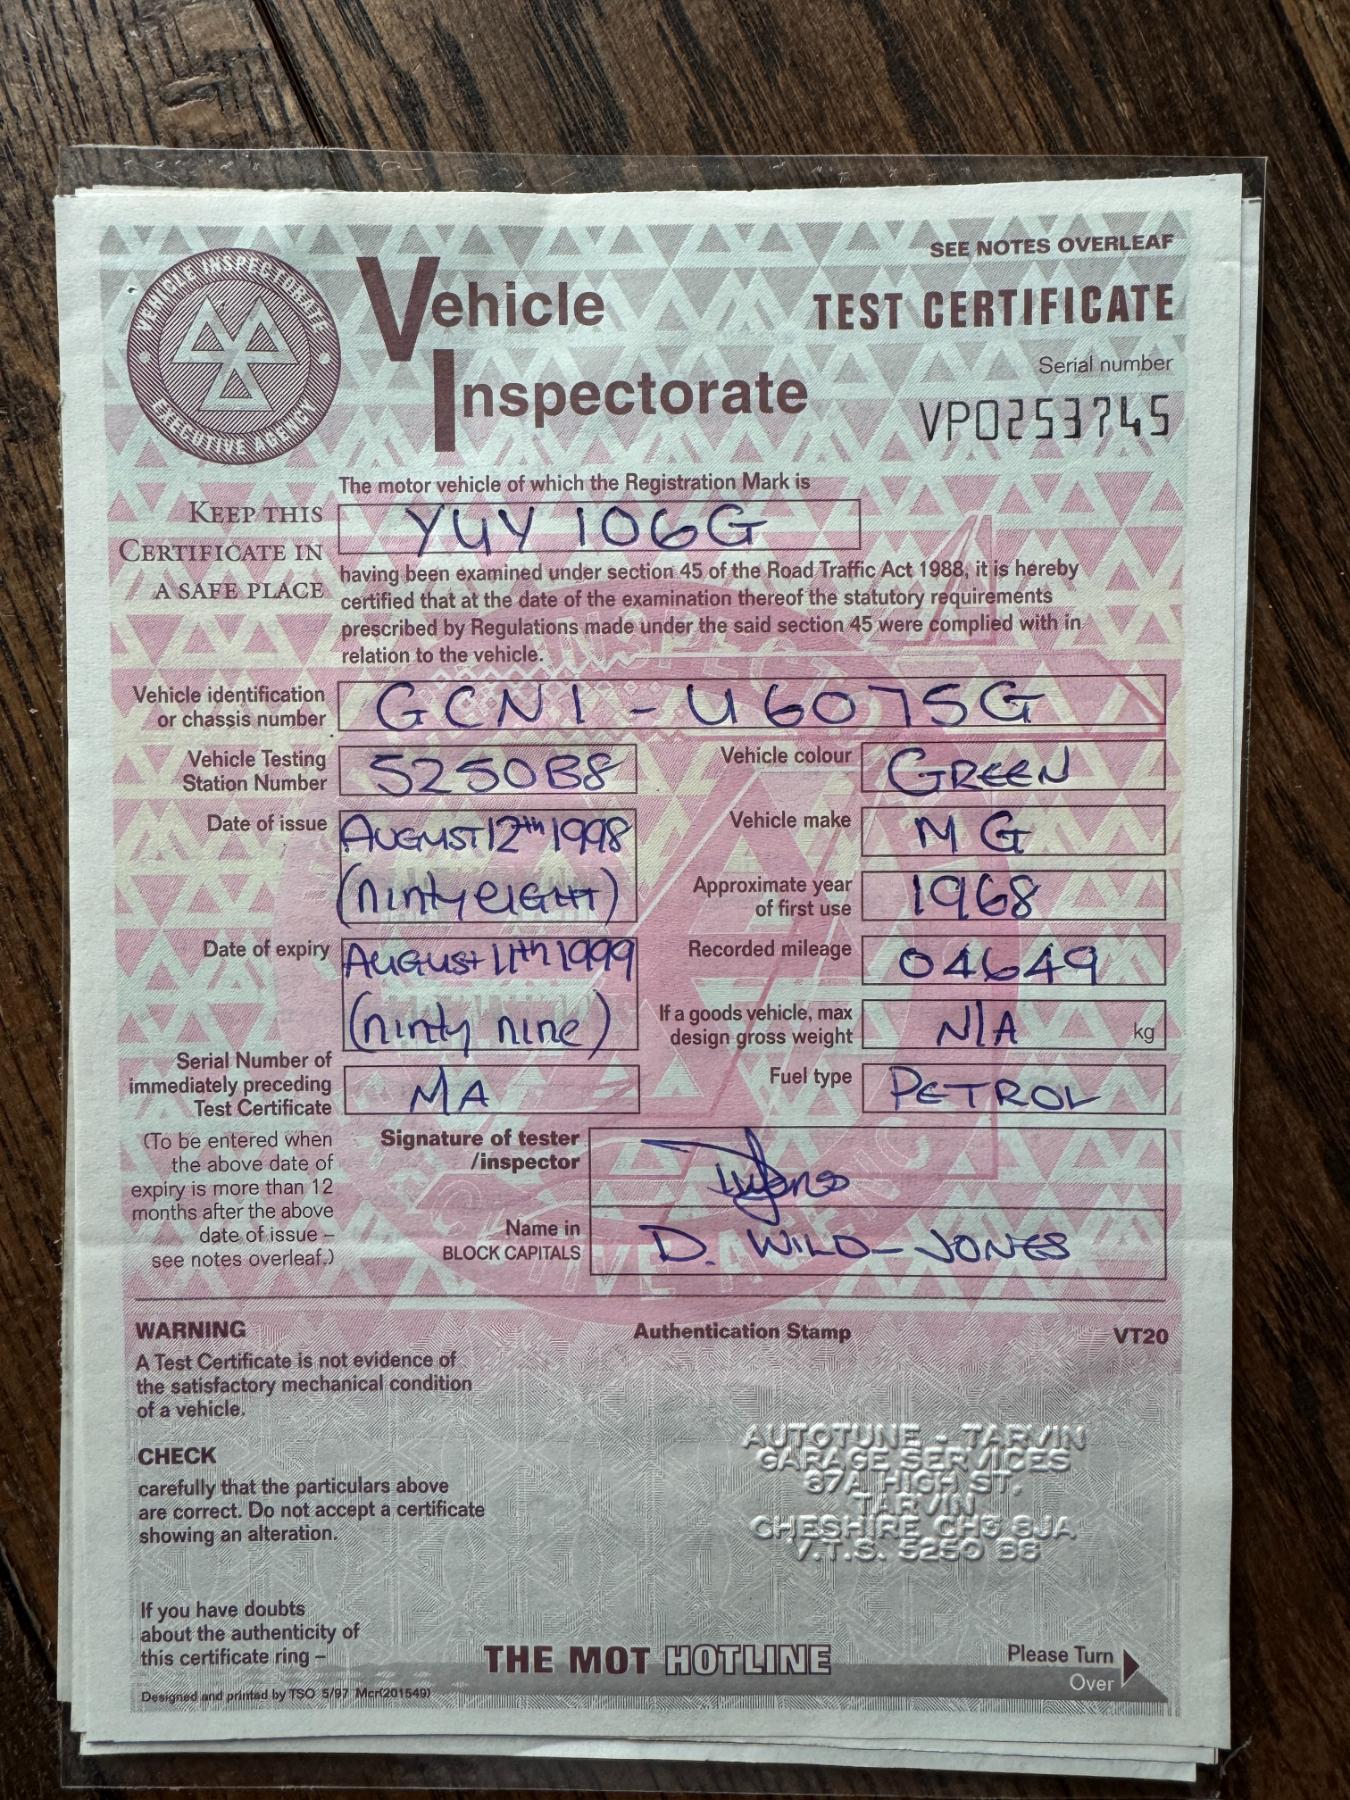 SEE NOTES OVERLEAF
VEHICLE INSPECTORATE
EXECUTIVE AGENCY
Vehicle
Inspectorate
TEST CERTIFICATE
Serial number
VP0253745
The motor vehicle of which the Registration Mark is
KEEP THIS
CERTIFICATE IN
A SAFE PLACE
YUY 106G
having been examined under section 45 of the Road Traffic Act 1988, it is hereby
certified that at the date of the examination thereof the statutory requirements
prescribed by Regulations made under the said section 45 were complied with in
relation to the vehicle.
Vehicle identification
or chassis number
GCN1 - U6075G
Vehicle Testing
Station Number
5250B8
Vehicle colour
GREEN
Date of issue
AUGUST 12th 1998
(ninty eIGHT)
Vehicle make
MG
Approximate year
of first use
1968
Date of expiry
AUGUST 11th 1999
(ninty nine)
Recorded mileage
04649
If a goods vehicle, max
design gross weight
N/A
kg
Serial Number of
immediately preceding
Test Certificate
N/A
Fuel type
PETROL
(To be entered when
the above date of
expiry is more than 12
months after the above
date of issue –
see notes overleaf.)
Signature of tester
/inspector
Name in
BLOCK CAPITALS
D. WILD-JONES
WARNING
A Test Certificate is not evidence of
the satisfactory mechanical condition
of a vehicle.
Authentication Stamp
VT20
CHECK
carefully that the particulars above
are correct. Do not accept a certificate
showing an alteration.
AUTOTUNE - TARVIN
GARAGE SERVICES
87A HIGH ST.
TARVIN
CHESHIRE CH3 8JA
V.T.S. 5250 B8
If you have doubts
about the authenticity of
this certificate ring –
THE MOT HOTLINE
Please Turn
Over
Designed and printed by TSO 5/97 Mcr(201549)